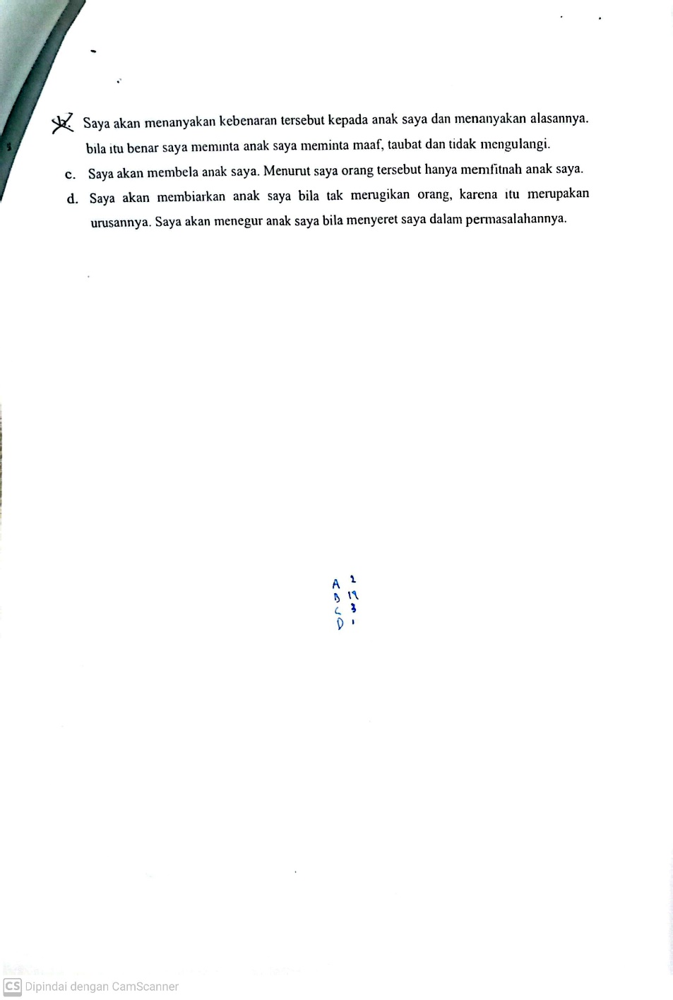 b. Saya akan menanyakan kebenaran tersebut kepada anak saya dan menanyakan alasannya.
bila itu benar saya meminta anak saya meminta maaf, taubat dan tidak mengulangi.
c. Saya akan membela anak saya. Menurut saya orang tersebut hanya memfitnah anak saya.
d. Saya akan membiarkan anak saya bila tak merugikan orang, karena itu merupakan
urusannya. Saya akan menegur anak saya bila menyeret saya dalam permasalahannya.
A 2
B 19
C 3
D 1
CS Dipindai dengan CamScanner